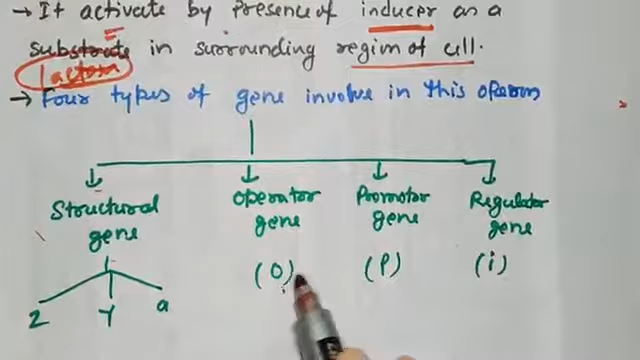 → It activate by presence of inducer as a
substrate in surrounding region of cell.
Lactose
→ Four types of gene involve in this operon
Structural gene
Operator gene
Promotor gene
Regulator gene
(O) (P) (i)
Z Y a